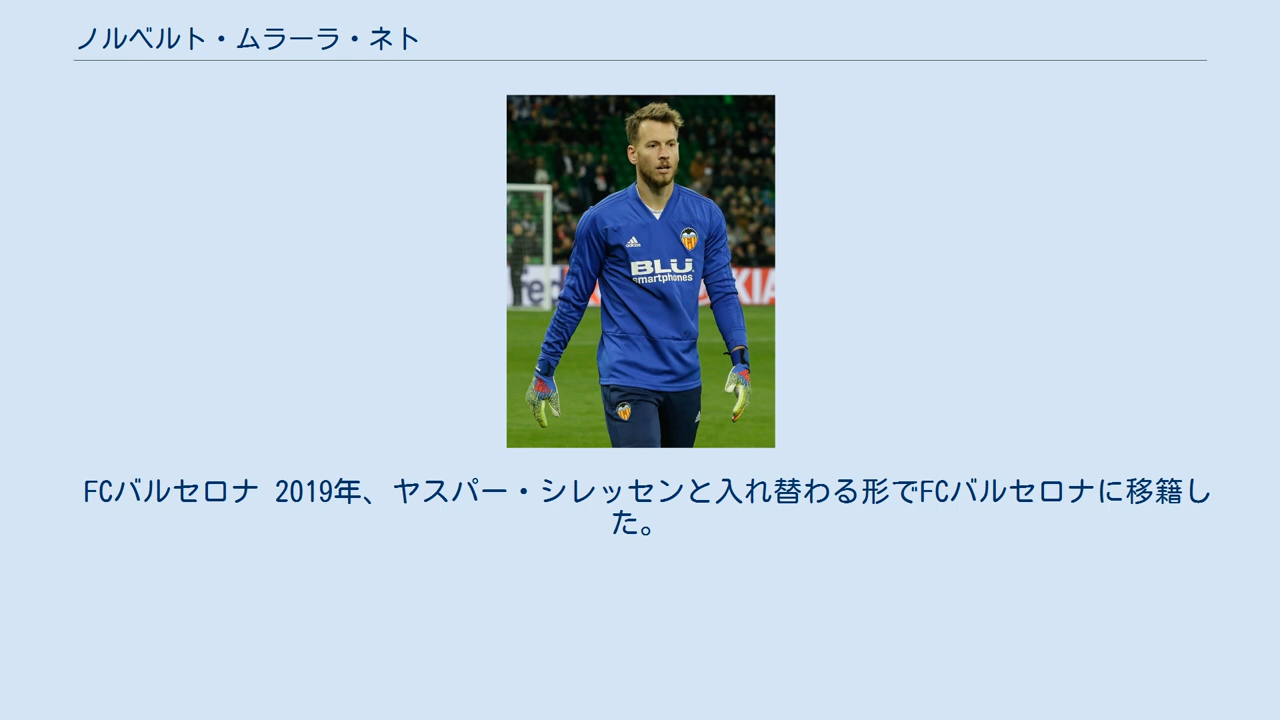 ノルベルト・ムラーラ・ネト
adidas
BLU
smartphones
FCバルセロナ 2019年、ヤスパー・シレッセンと入れ替わる形でFCバルセロナに移籍し
た。